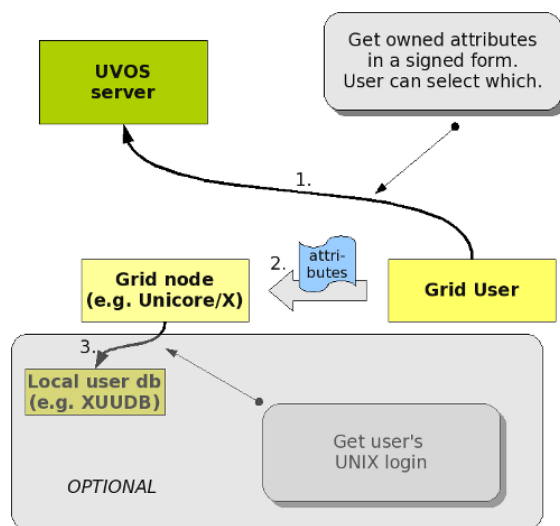 Get owned attributes
in a signed form.
User can select which.
UVOS
server
1.
2.
attri-
butes
Grid node
(e.g. Unicore/X)
Grid User
3.
Local user db
(e.g. XUUDB)
Get user's
UNIX login
OPTIONAL